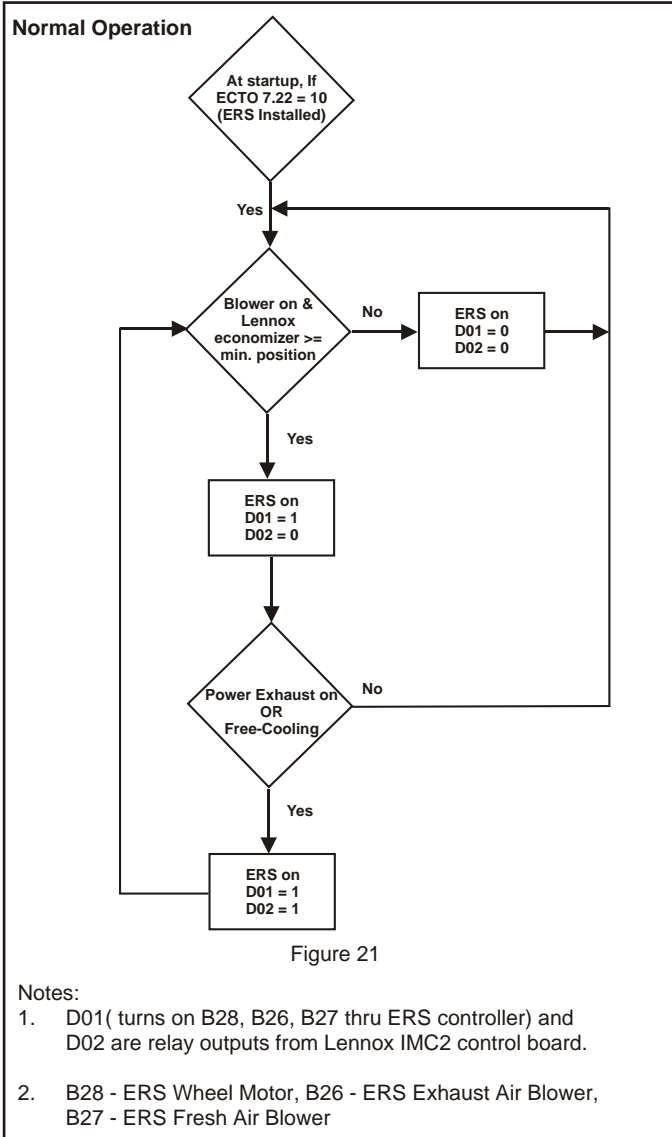 Normal Operation
At startup, If
ECTO 7.22 = 10
(ERS Installed)
Yes
Blower on &
Lennox
economizer >=
min. position
No
ERS on
D01 = 0
D02 = 0
Yes
ERS on
D01 = 1
D02 = 0
Power Exhaust on
OR
Free-Cooling
No
Yes
ERS on
D01 = 1
D02 = 1
Figure 21
Notes:
1. D01( turns on B28, B26, B27 thru ERS controller) and
D02 are relay outputs from Lennox IMC2 control board.
2. B28 - ERS Wheel Motor, B26 - ERS Exhaust Air Blower,
B27 - ERS Fresh Air Blower